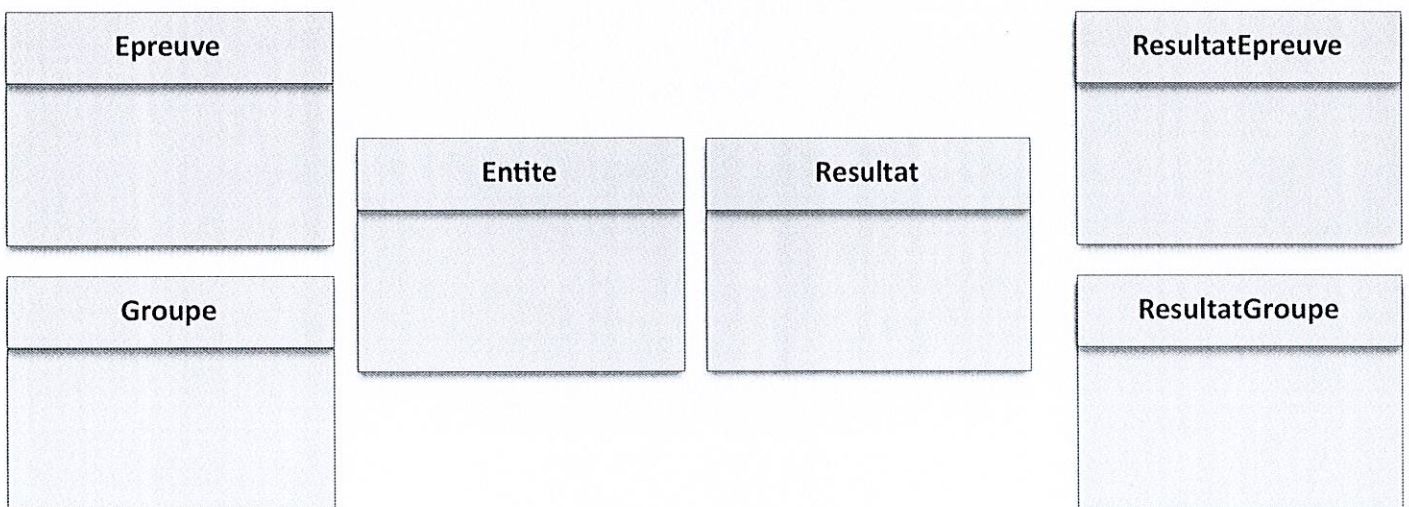 Epreuve
ResultatEpreuve
Entite
Resultat
Groupe
ResultatGroupe